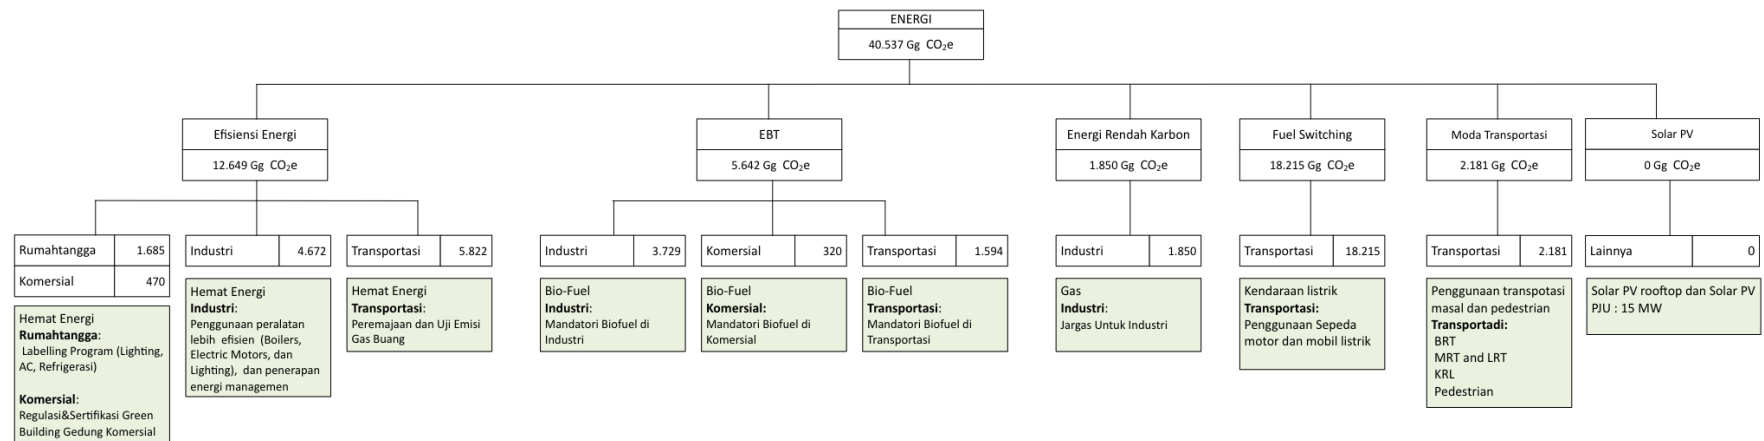 ENERGI
40.537 Gg CO₂e
Efisiensi Energi
12.649 Gg CO₂e
EBT
5.642 Gg CO₂e
Energi Rendah Karbon
1.850 Gg CO₂e
Fuel Switching
18.215 Gg CO₂e
Moda Transportasi
2.181 Gg CO₂e
Solar PV
0 Gg CO₂e
Rumahtangga 1.685
Komersial 470
Hemat Energi
Rumahtangga:
Labelling Program (Lighting,
AC, Refrigerasi)
Komersial:
Regulasi&Sertifikasi Green
Building Gedung Komersial
Industri 4.672
Hemat Energi
Industri:
Penggunaan peralatan
lebih efisien (Boilers,
Electric Motors, dan
Lighting), dan penerapan
energi managemen
Transportasi 5.822
Hemat Energi
Transportasi:
Peremajaan dan Uji Emisi
Gas Buang
Industri 3.729
Bio-Fuel
Industri:
Mandatori Biofuel di
Industri
Komersial 320
Bio-Fuel
Komersial:
Mandatori Biofuel di
Komersial
Transportasi 1.594
Bio-Fuel
Transportasi:
Mandatori Biofuel di
Transportasi
Industri 1.850
Gas
Industri:
Jargas Untuk Industri
Transportasi 18.215
Kendaraan listrik
Transportasi:
Penggunaan Sepeda
motor dan mobil listrik
Transportasi 2.181
Penggunaan transpotasi
masal dan pedestrian
Transportadi:
BRT
MRT and LRT
KRL
Pedestrian
Lainnya 0
Solar PV rooftop dan Solar PV
PJU : 15 MW